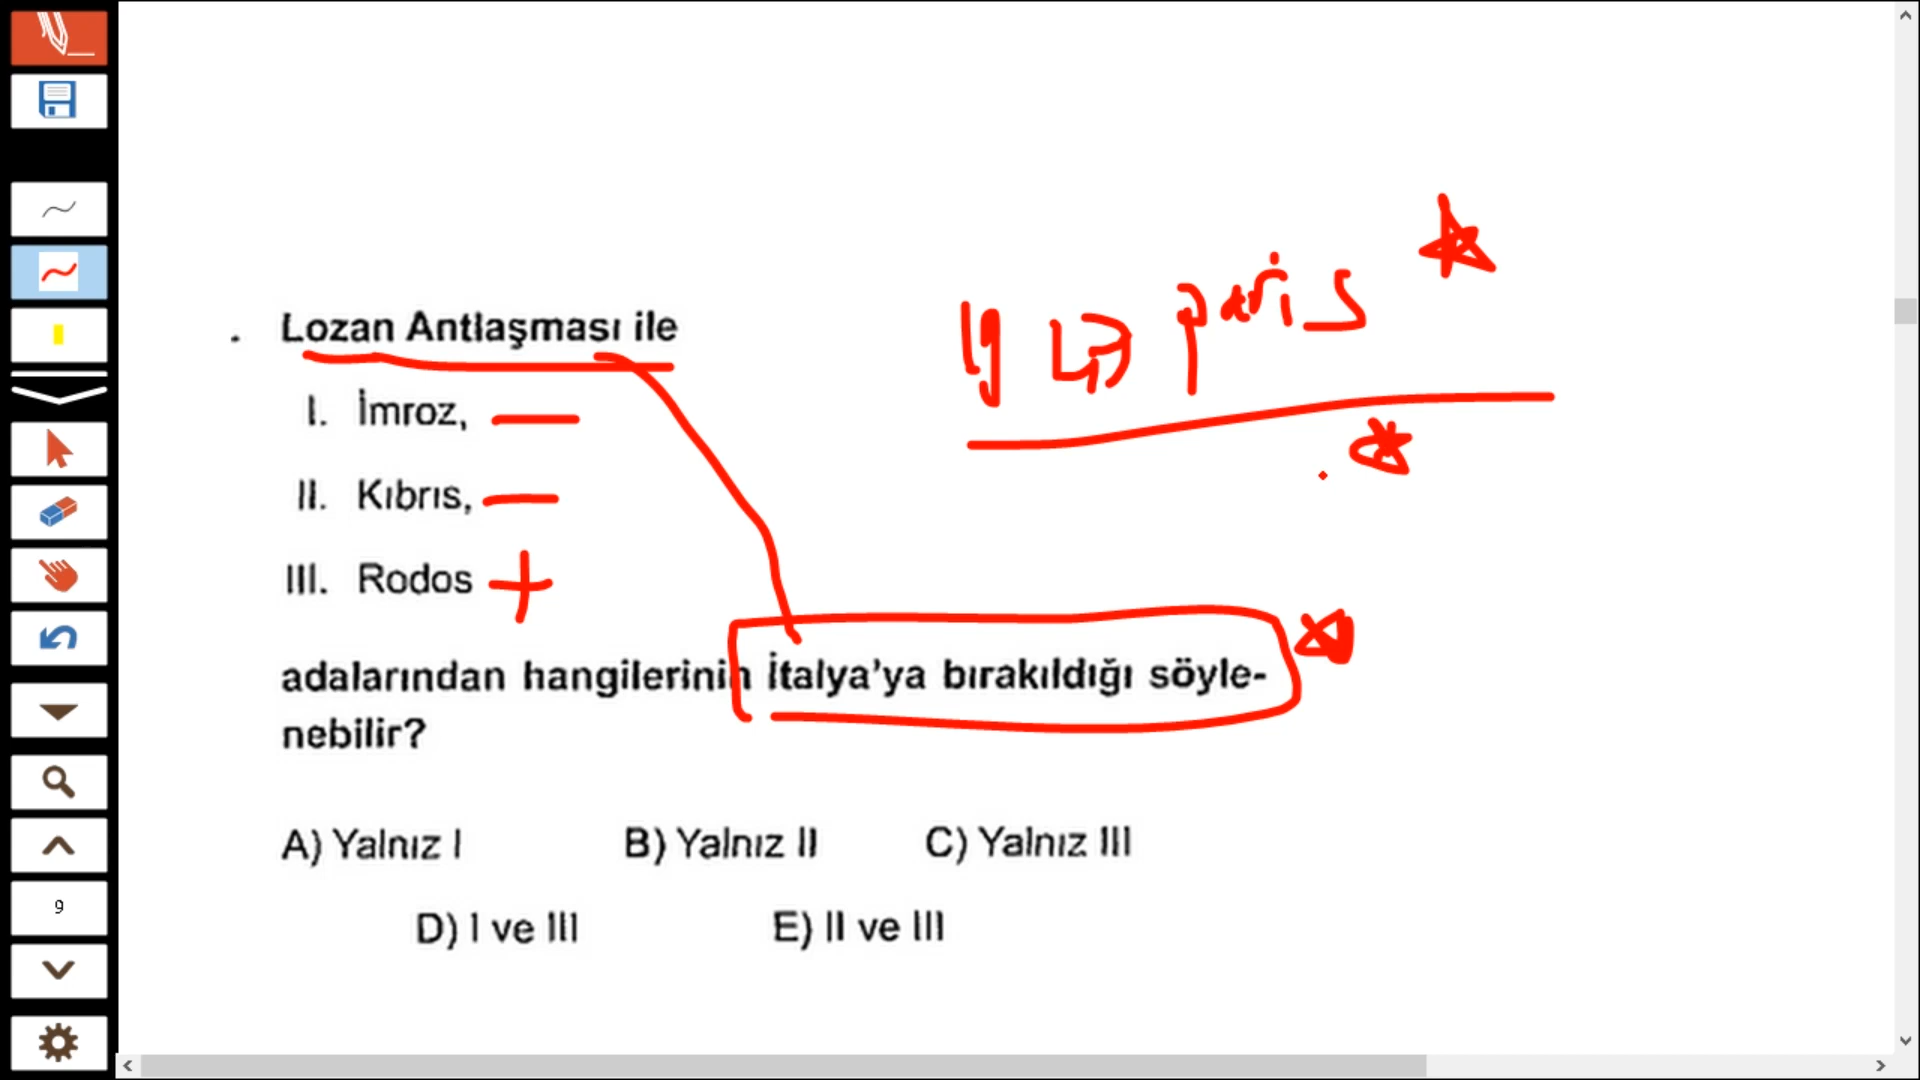 1947 paris
. Lozan Antlaşması ile
I. İmroz,
II. Kıbrıs,
III. Rodos
adalarından hangilerinin İtalya'ya bırakıldığı söyle-
nebilir?
A) Yalnız I B) Yalnız II C) Yalnız III
D) I ve III E) II ve III
9